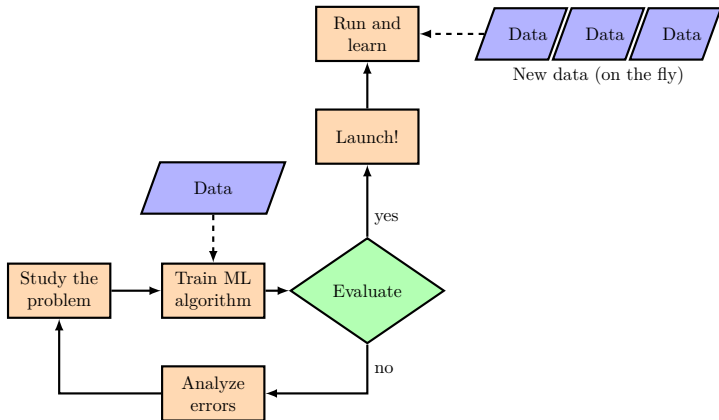 Run and
learn
Data
Data
Data
New data (on the fly)
Launch!
Data
yes
Study the
problem
Train ML
algorithm
Evaluate
no
Analyze
errors